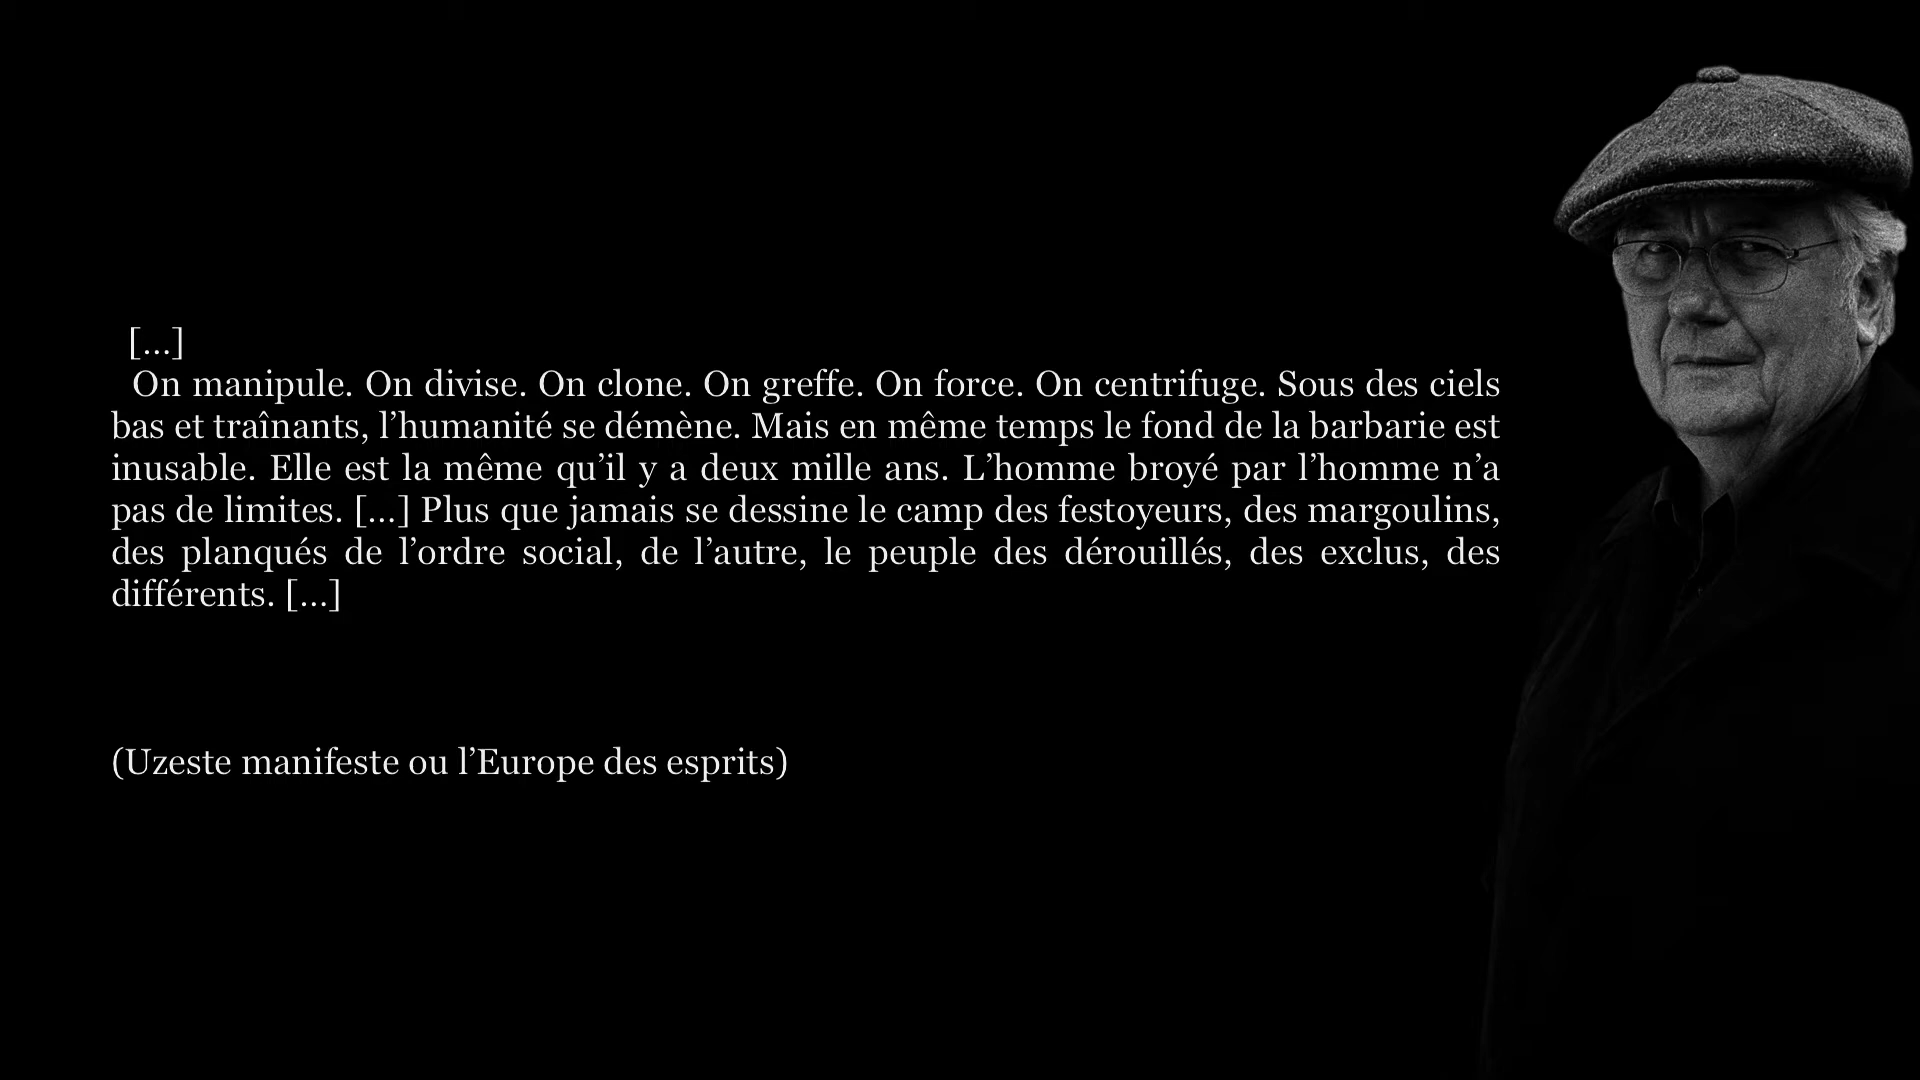 […]
On manipule. On divise. On clone. On greffe. On force. On centrifuge. Sous des ciels
bas et traînants, l’humanité se démène. Mais en même temps le fond de la barbarie est
inusable. Elle est la même qu’il y a deux mille ans. L’homme broyé par l’homme n’a
pas de limites. […] Plus que jamais se dessine le camp des festoyeurs, des margoulins,
des planqués de l’ordre social, de l’autre, le peuple des dérouillés, des exclus, des
différents. […]
(Uzeste manifeste ou l’Europe des esprits)